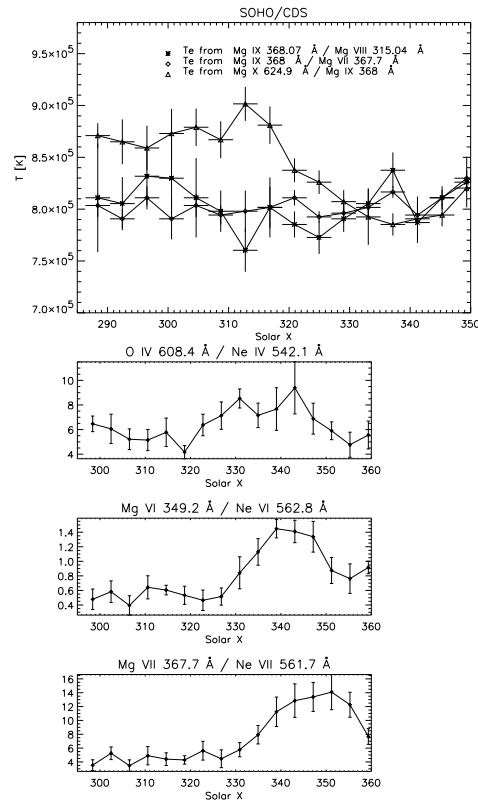 SOHO/CDS
Te from Mg IX 368.07 Å / Mg VIII 315.04 Å
Te from Mg IX 368 Å / Mg VII 367.7 Å
Te from Mg X 624.9 Å / Mg IX 368 Å
T [K]
9.5×10⁵
9.0×10⁵
8.5×10⁵
8.0×10⁵
7.5×10⁵
7.0×10⁵
290 300 310 320 330 340 350
Solar X
O IV 608.4 Å / Ne IV 542.1 Å
10
8
6
4
300 310 320 330 340 350 360
Solar X
Mg VI 349.2 Å / Ne VI 562.8 Å
1.4
1.2
1.0
0.8
0.6
0.4
300 310 320 330 340 350 360
Solar X
Mg VII 367.7 Å / Ne VII 561.7 Å
16
14
12
10
8
6
4
300 310 320 330 340 350 360
Solar X